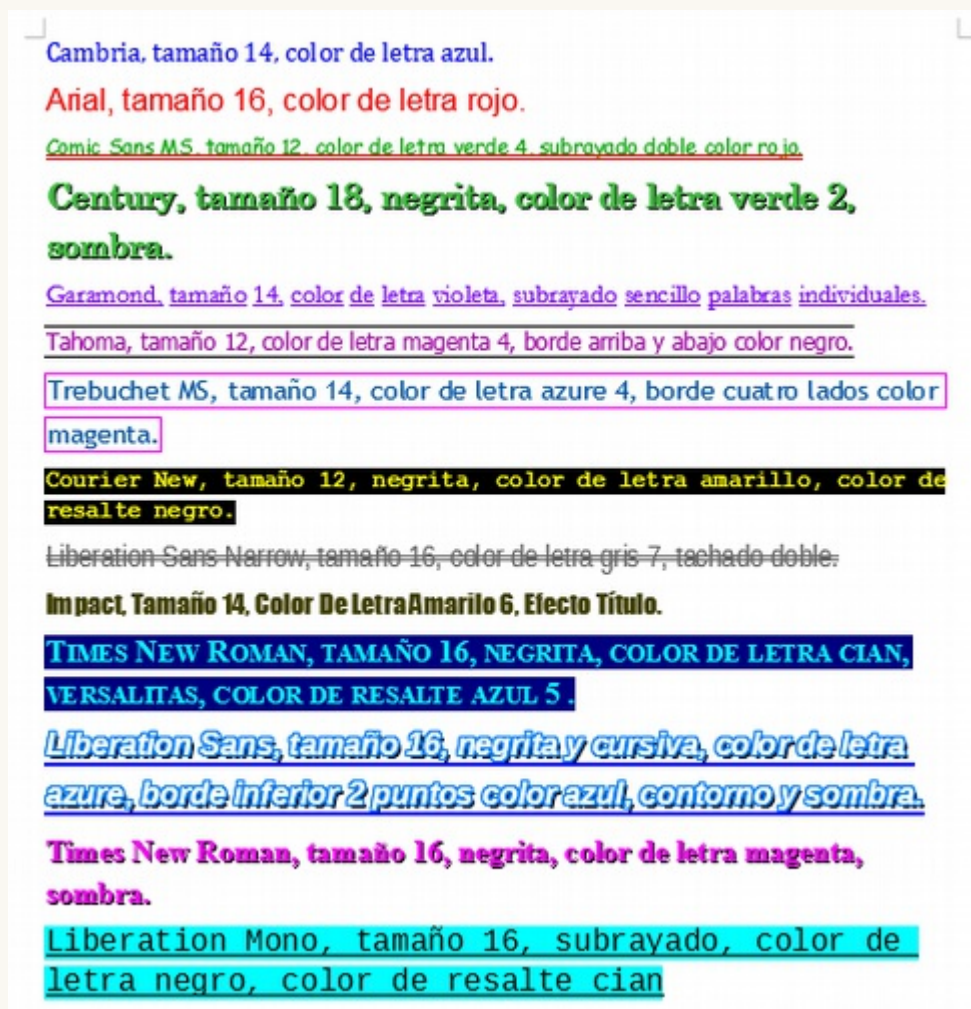 Cambria, tamaño 14, color de letra azul.
Arial, tamaño 16, color de letra rojo.
Comic Sans MS, tamaño 12, color de letra verde 4, subrayado doble color rojo.
Century, tamaño 18, negrita, color de letra verde 2,
sombra.
Garamond, tamaño 14, color de letra violeta, subrayado sencillo palabras individuales.
Tahoma, tamaño 12, color de letra magenta 4, borde arriba y abajo color negro.
Trebuchet MS, tamaño 14, color de letra azure 4, borde cuatro lados color
magenta.
Courier New, tamaño 12, negrita, color de letra amarillo, color de
resalte negro.
Liberation Sans Narrow, tamaño 16, color de letra gris 7, tachado doble.
Impact, Tamaño 14, Color De Letra Amarilo 6, Efecto Título.
TIMES NEW ROMAN, TAMAÑO 16, NEGRITA, COLOR DE LETRA CIAN,
VERSALITAS, COLOR DE RESALTE AZUL 5 .
Liberation Sans, tamaño 16, negrita y cursiva, color de letra
azure, borde inferior 2 puntos color azul, contorno y sombra.
Times New Roman, tamaño 16, negrita, color de letra magenta,
sombra.
Liberation Mono, tamaño 16, subrayado, color de
letra negro, color de resalte cian